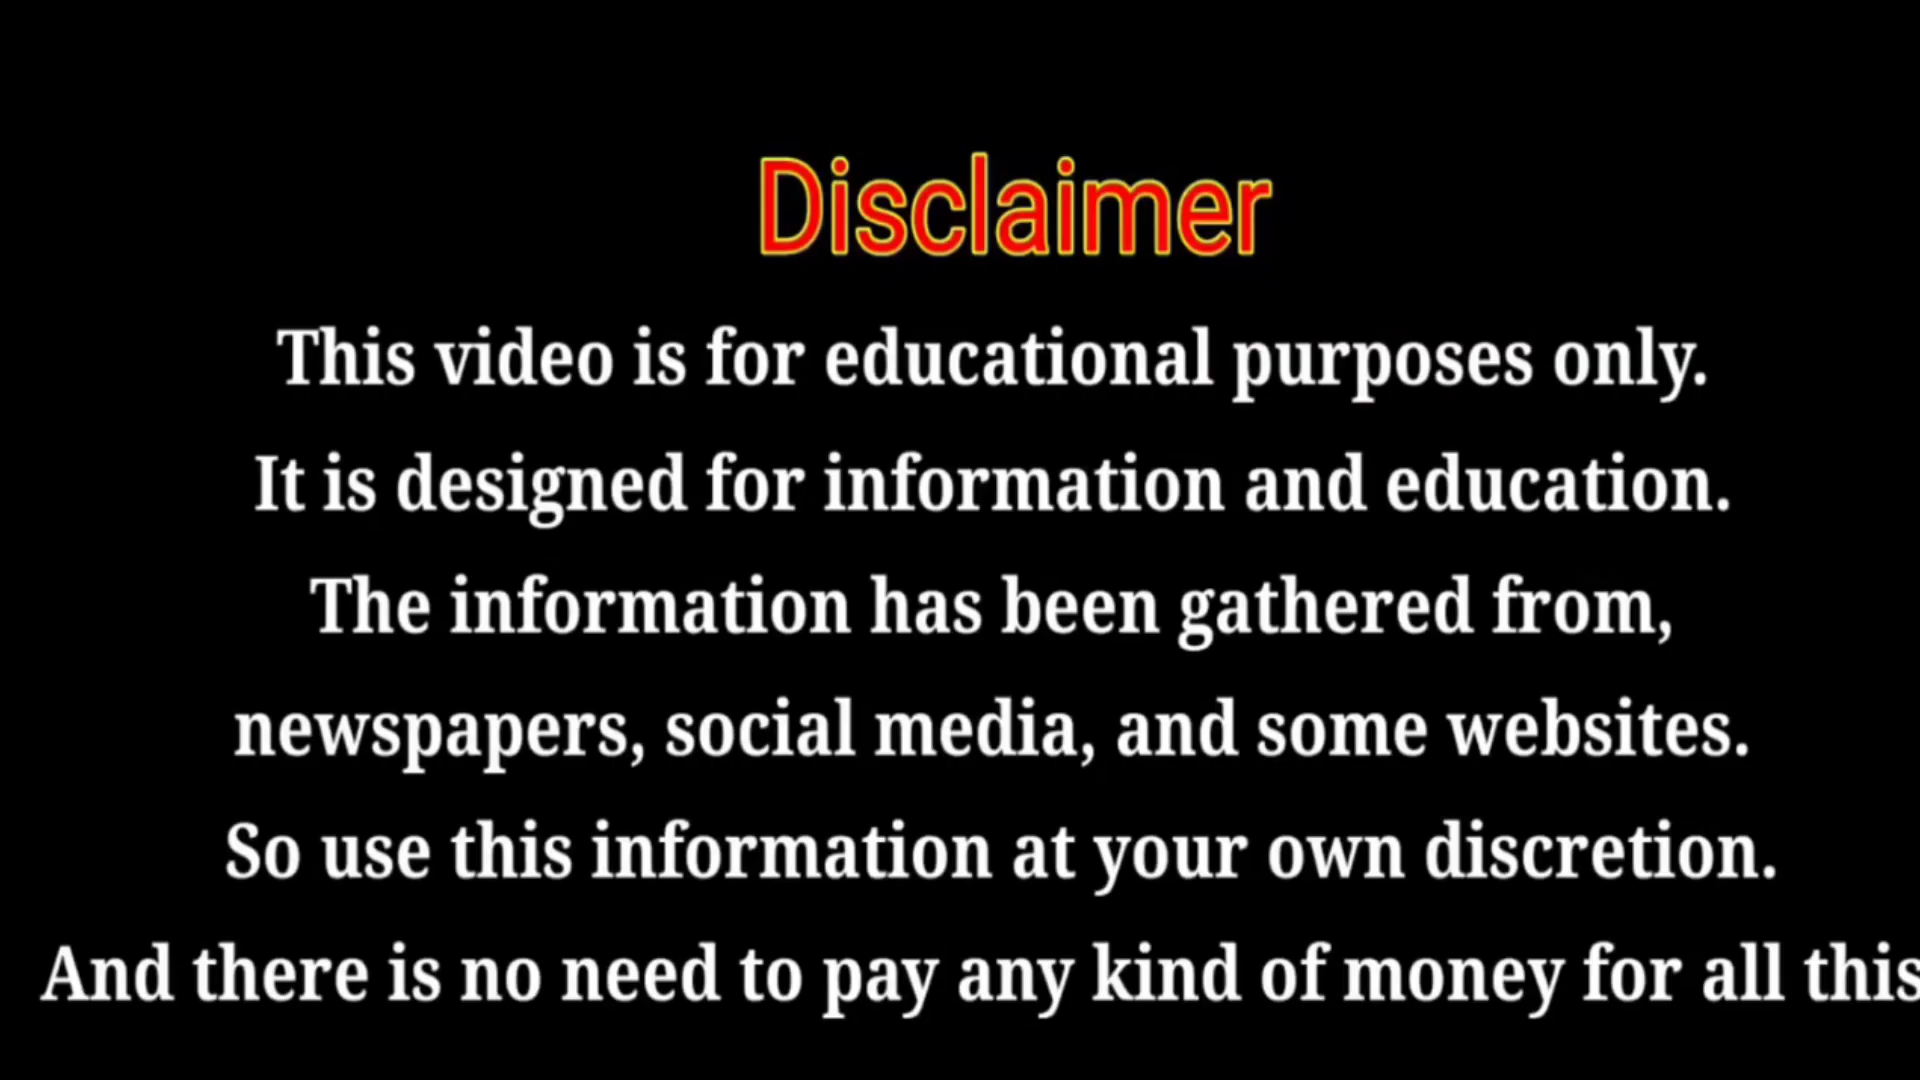 Disclaimer
This video is for educational purposes only.
It is designed for information and education.
The information has been gathered from,
newspapers, social media, and some websites.
So use this information at your own discretion.
And there is no need to pay any kind of money for all this